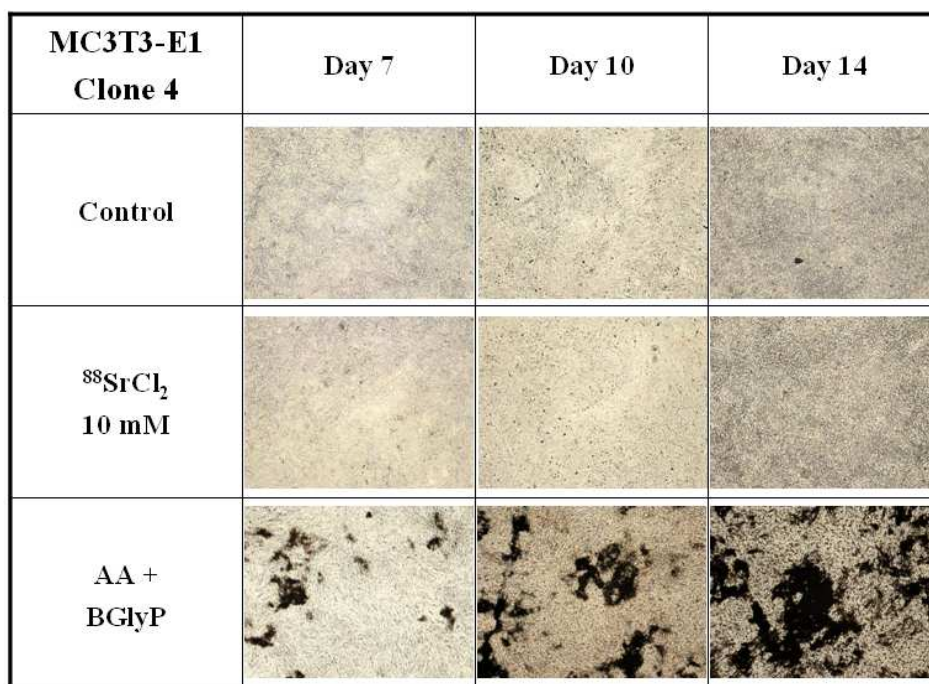 MC3T3-E1
Clone 4
Day 7
Day 10
Day 14
Control
⁸⁸SrCl₂
10 mM
AA +
BGlyP